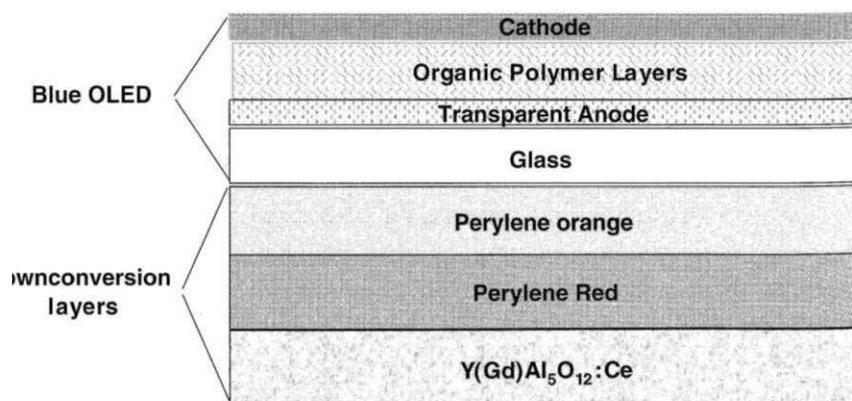 Cathode
Organic Polymer Layers
Blue OLED
Transparent Anode
Glass
Perylene orange
ownconversion
layers
Perylene Red
Y(Gd)Al₅O₁₂:Ce